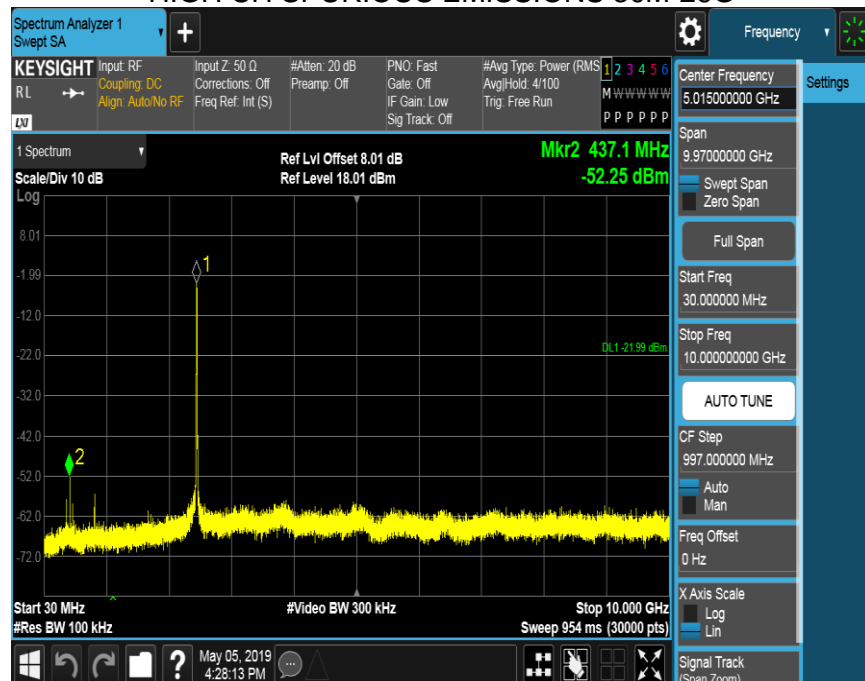 Spectrum Analyzer 1
Swept SA
Frequency
KEYSIGHT
RL
LXI
Input: RF
Coupling: DC
Align: Auto/No RF
Input Z: 50 Ω
Corrections: Off
Freq Ref: Int (S)
#Atten: 20 dB
Preamp: Off
PNO: Fast
Gate: Off
IF Gain: Low
Sig Track: Off
#Avg Type: Power (RMS
Avg|Hold: 4/100
Trig: Free Run
1 2 3 4 5 6
M W W W W W
P P P P P P
Center Frequency
5.015000000 GHz
Settings
1 Spectrum
Scale/Div 10 dB
Ref Lvl Offset 8.01 dB
Ref Level 18.01 dBm
Mkr2 437.1 MHz
-52.25 dBm
Span
9.97000000 GHz
Swept Span
Zero Span
Full Span
Start Freq
30.000000 MHz
Stop Freq
10.000000000 GHz
AUTO TUNE
CF Step
997.000000 MHz
Auto
Man
Freq Offset
0 Hz
X Axis Scale
Log
Lin
Signal Track
(Span Zoom)
Log
8.01
-1.99
-12.0
-22.0
-32.0
-42.0
-52.0
-62.0
-72.0
1
2
DL1 -21.99 dBm
Start 30 MHz
#Res BW 100 kHz
#Video BW 300 kHz
Stop 10.000 GHz
Sweep 954 ms (30000 pts)
?
May 05, 2019
4:28:13 PM